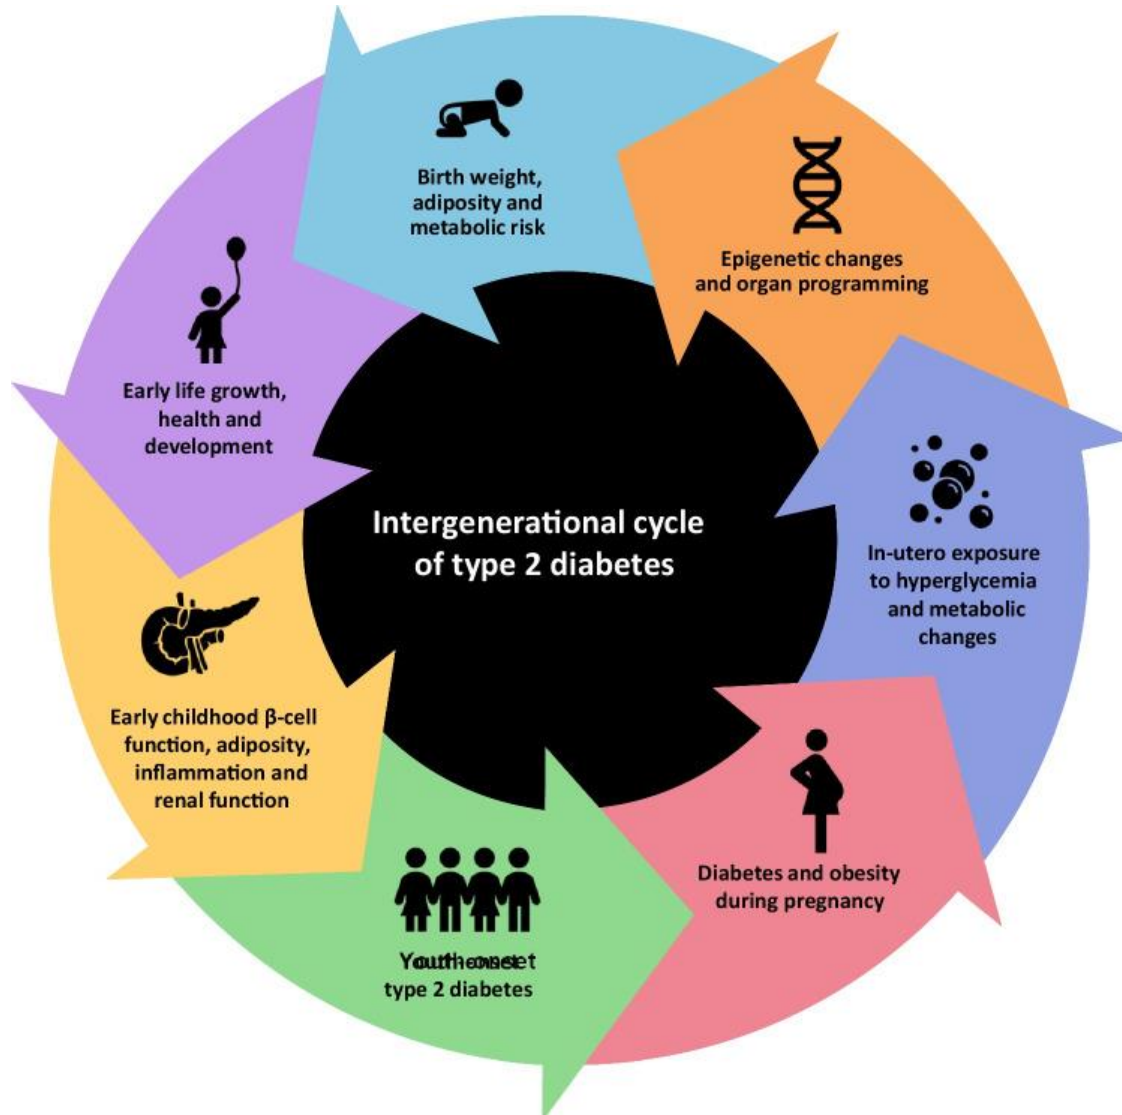 Birth weight,
adiposity and
metabolic risk
Epigenetic changes
and organ programming
Early life growth,
health and
development
Intergenerational cycle
of type 2 diabetes
In-utero exposure
to hyperglycemia
and metabolic
changes
Early childhood β-cell
function, adiposity,
inflammation and
renal function
Diabetes and obesity
during pregnancy
Youth-onset
type 2 diabetes